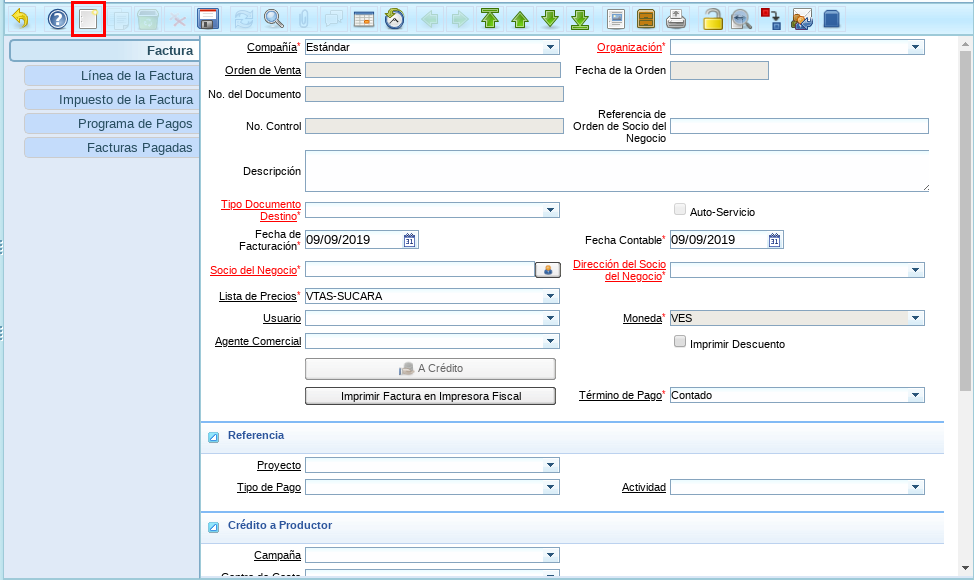 Factura
Línea de la Factura
Impuesto de la Factura
Programa de Pagos
Facturas Pagadas
Compañía* Estándar Organización*
Orden de Venta Fecha de la Orden
No. del Documento
No. Control Referencia de
Orden de Socio del
Negocio
Descripción
Tipo Documento
Destino* Auto-Servicio
Fecha de
Facturación* 09/09/2019 31 Fecha Contable* 09/09/2019 31
Socio del Negocio* Dirección del Socio
del Negocio*
Lista de Precios* VTAS-SUCARA
Usuario Moneda* VES
Agente Comercial Imprimir Descuento
A Crédito
Imprimir Factura en Impresora Fiscal Término de Pago* Contado
Referencia
Proyecto
Tipo de Pago Actividad
Crédito a Productor
Campaña